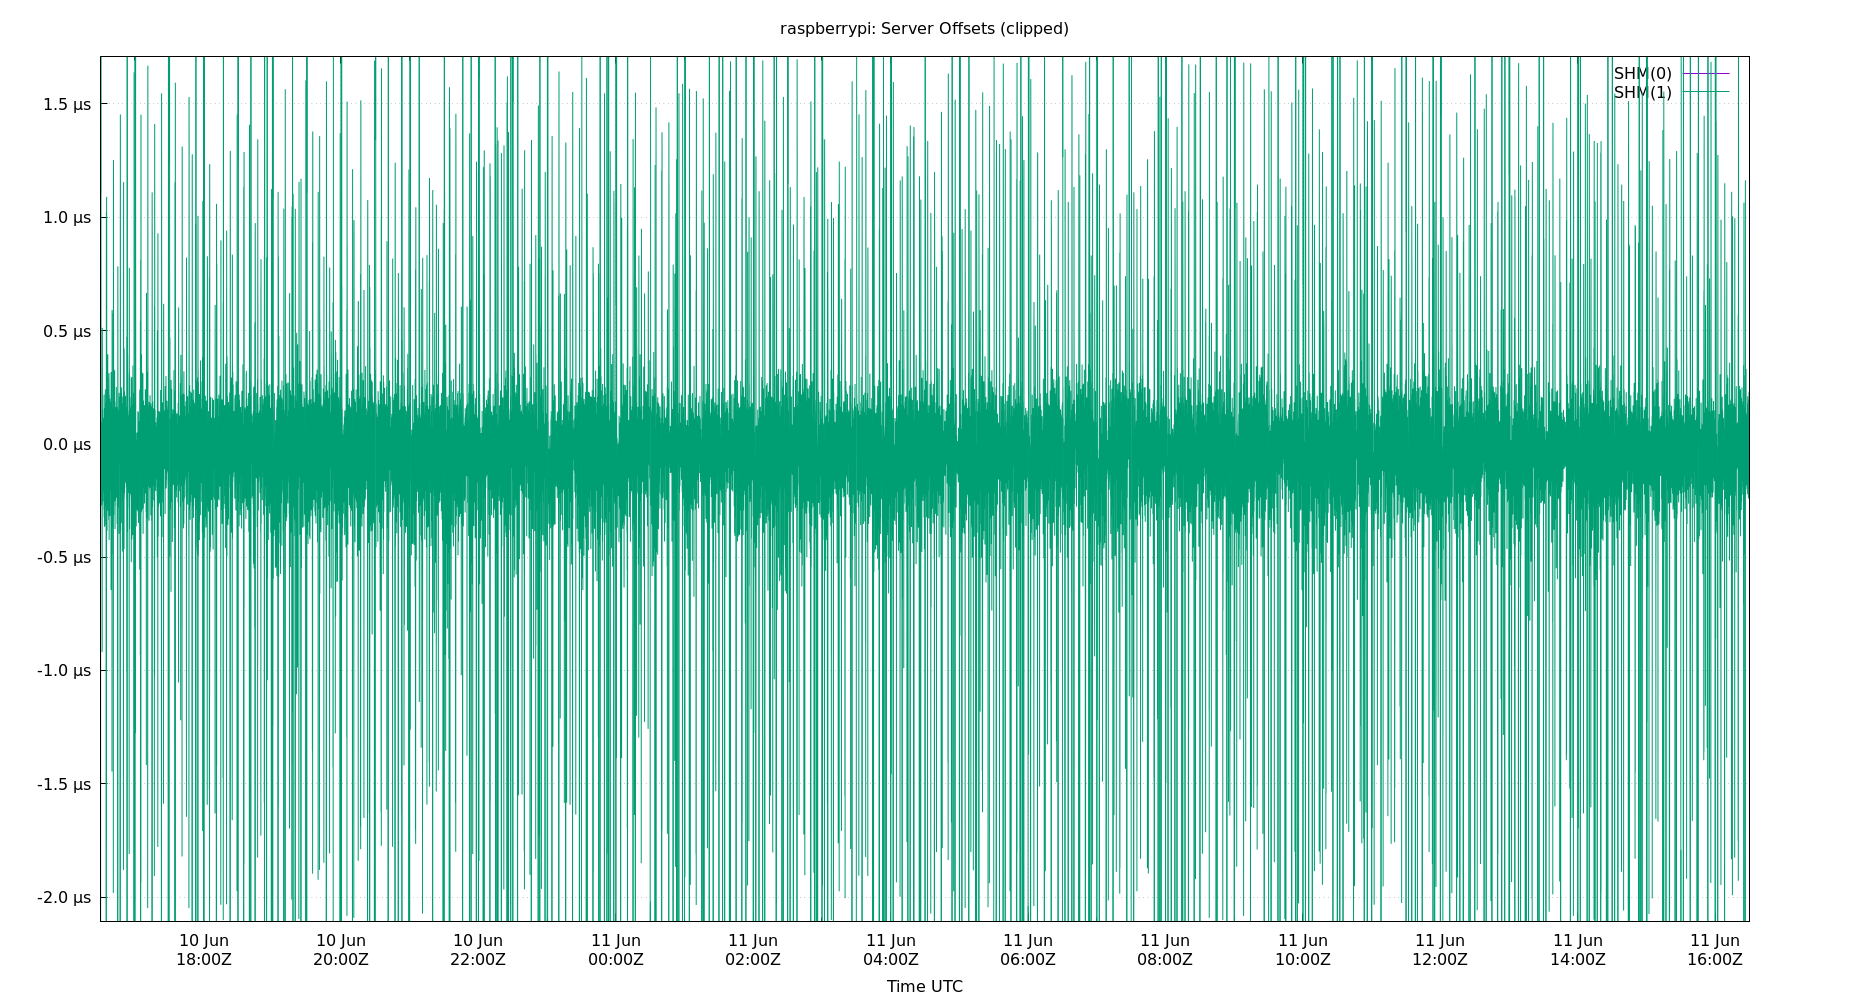 raspberrypi: Server Offsets (clipped)
SHM(0)
SHM(1)
1.5 µs
1.0 µs
0.5 µs
0.0 µs
-0.5 µs
-1.0 µs
-1.5 µs
-2.0 µs
10 Jun 10 Jun 10 Jun 11 Jun 11 Jun 11 Jun 11 Jun 11 Jun 11 Jun 11 Jun 11 Jun 11 Jun
18:00Z 20:00Z 22:00Z 00:00Z 02:00Z 04:00Z 06:00Z 08:00Z 10:00Z 12:00Z 14:00Z 16:00Z
Time UTC